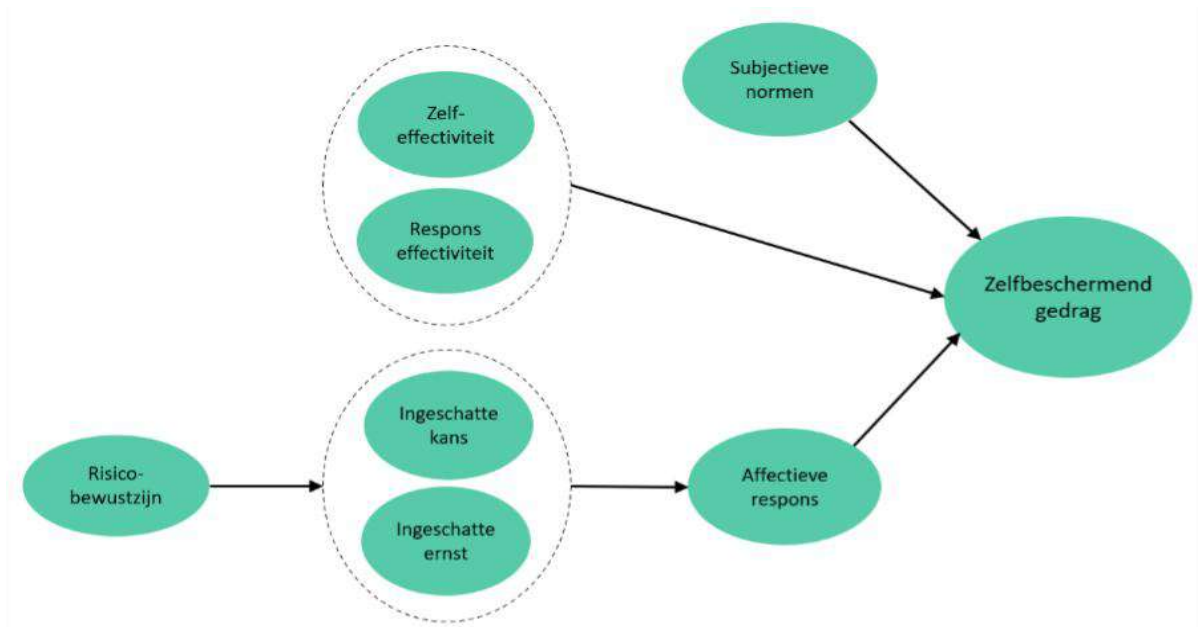 Subjectieve
normen
Zelf-
effectiviteit
Respons
effectiviteit
Zelfbeschermend
gedrag
Ingeschatte
kans
Risico-
bewustzijn
Affectieve
respons
Ingeschatte
ernst